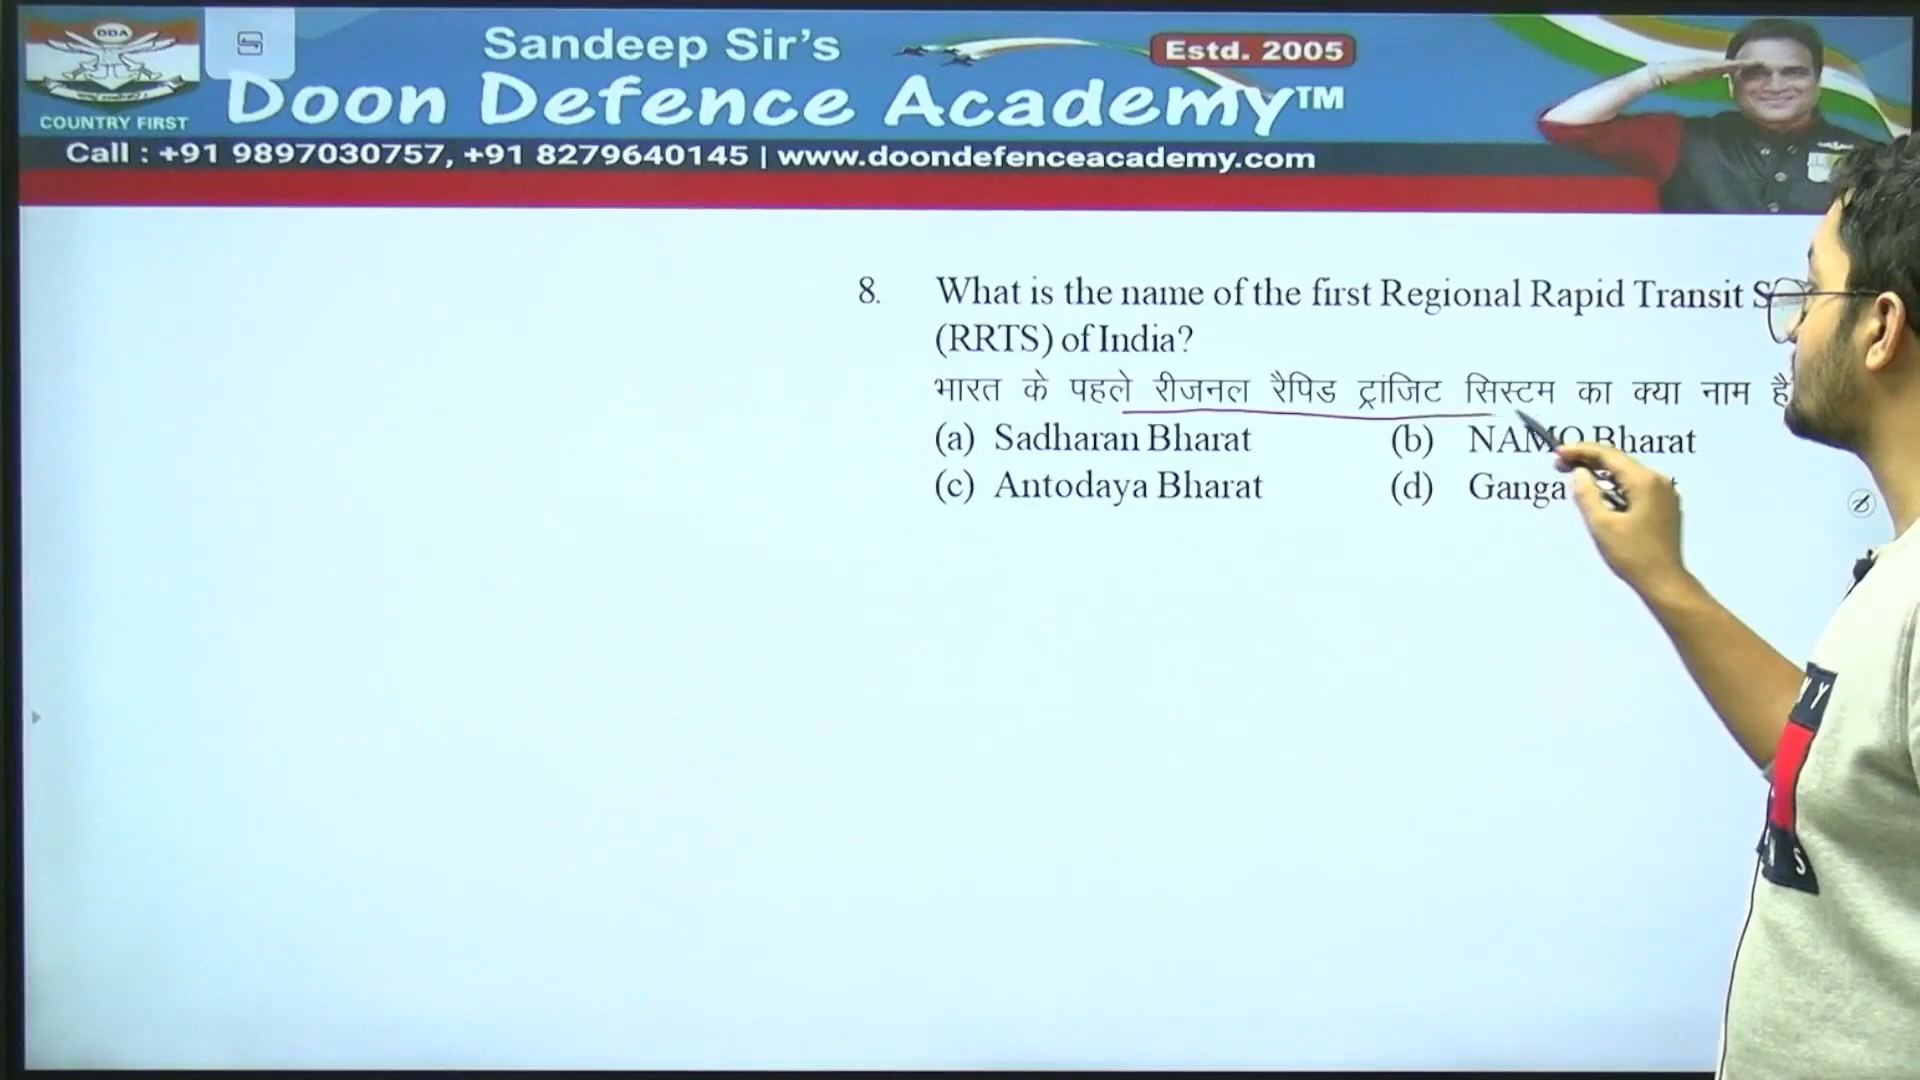 DDA
COUNTRY FIRST
Sandeep Sir's
Estd. 2005
Doon Defence Academy™
Call : +91 9897030757, +91 8279640145 | www.doondefenceacademy.com
8. What is the name of the first Regional Rapid Transit
(RRTS) of India?
भारत के पहले रीजनल रैपिड ट्रांजिट सिस्टम का क्या नाम है
(a) Sadharan Bharat (b) NAMO Bharat
(c) Antodaya Bharat (d) Ganga